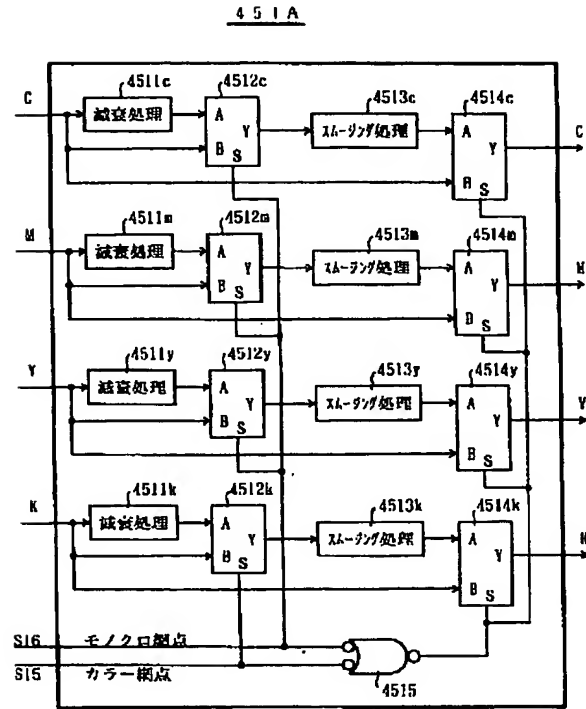 451A
4511c 4512c 4513c 4514c
C 減衰処理 A B Y S スムージング処理 A B Y S C
4511m 4512m 4513m 4514m
M 減衰処理 A B Y S スムージング処理 A B Y S M
4511y 4512y 4513y 4514y
Y 減衰処理 A B Y S スムージング処理 A B Y S Y
4511k 4512k 4513k 4514k
K 減衰処理 A B Y S スムージング処理 A B Y S K
S16 モノクロ網点
S15 カラー網点
4515